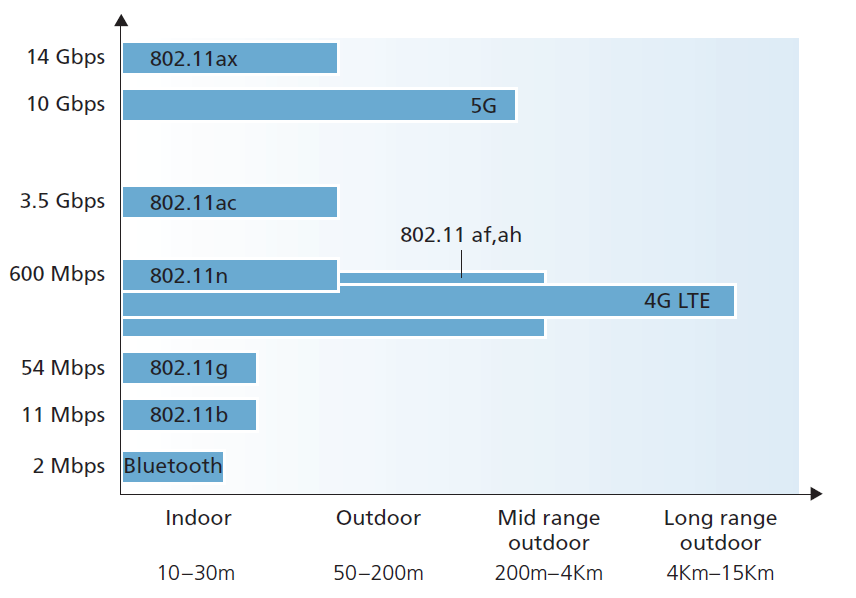 14 Gbps
802.11ax
10 Gbps
5G
3.5 Gbps
802.11ac
802.11 af,ah
600 Mbps
802.11n
4G LTE
54 Mbps
802.11g
11 Mbps
802.11b
2 Mbps
Bluetooth
Indoor
Outdoor
Mid range
outdoor
Long range
outdoor
10–30m
50–200m
200m–4Km
4Km–15Km